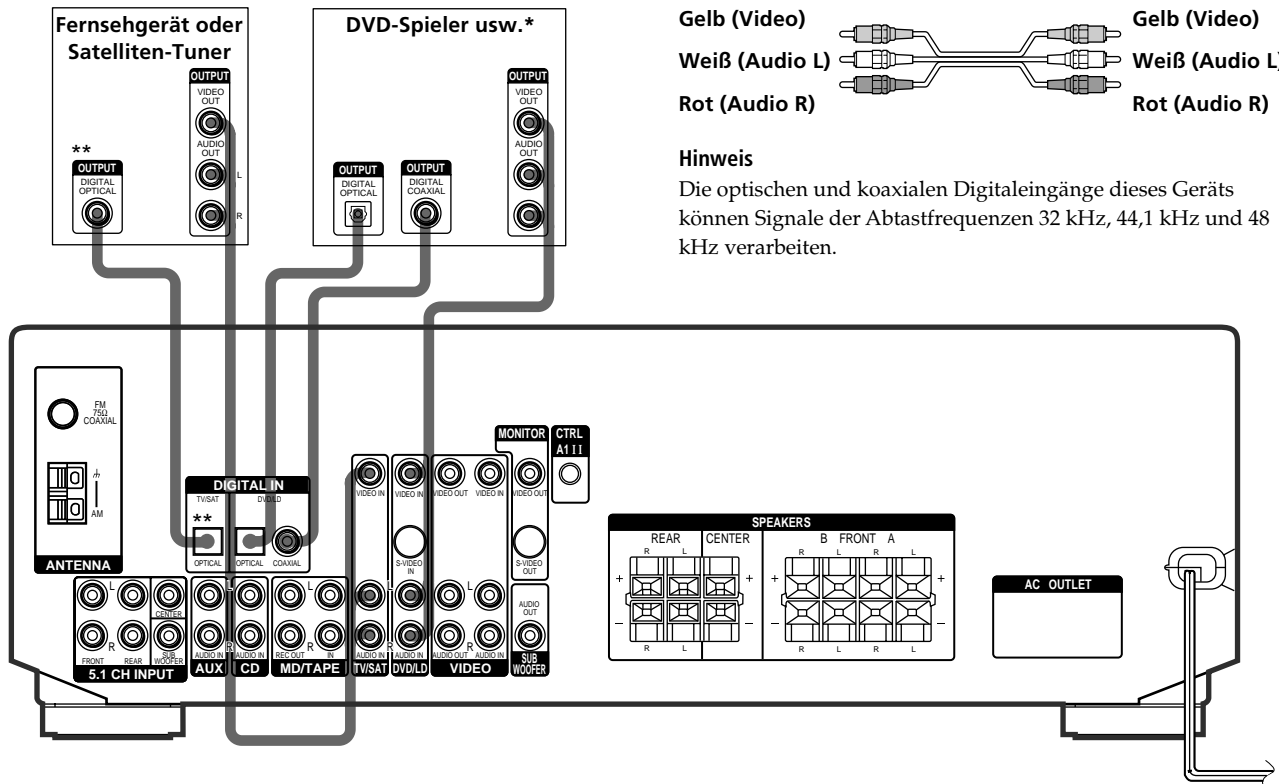 Fernsehgerät oder
Satelliten-Tuner
OUTPUT
VIDEO
OUT
AUDIO
OUT
L
R
**
OUTPUT
DIGITAL
OPTICAL
DVD-Spieler usw.*
OUTPUT
VIDEO
OUT
AUDIO
OUT
OUTPUT
DIGITAL
OPTICAL
OUTPUT
DIGITAL
COAXIAL
Gelb (Video)
Gelb (Video)
Weiß (Audio L)
Weiß (Audio L)
Rot (Audio R)
Rot (Audio R)
Hinweis
Die optischen und koaxialen Digitaleingänge dieses Geräts
können Signale der Abtastfrequenzen 32 kHz, 44,1 kHz und 48
kHz verarbeiten.
FM
75Ω
COAXIAL
AM
ANTENNA
DIGITAL IN
TV/SAT
DVD/LD
**
OPTICAL
OPTICAL
COAXIAL
VIDEO IN
VIDEO IN
VIDEO OUT
VIDEO IN
MONITOR
VIDEO OUT
CTRL
A1 II
S-VIDEO
IN
S-VIDEO
OUT
L
R
FRONT
REAR
CENTER
SUB
WOOFER
5.1 CH INPUT
L
R
AUDIO IN
AUX
AUDIO IN
CD
L
R
REC OUT
IN
MD/TAPE
L
R
AUDIO IN
TV/SAT
AUDIO IN
DVD/LD
L
R
AUDIO OUT
AUDIO IN
VIDEO
AUDIO
OUT
SUB
WOOFER
SPEAKERS
REAR
CENTER
B FRONT A
R L
R L R L
+ +
+ +
– –
– –
R L
R L R L
AC OUTLET